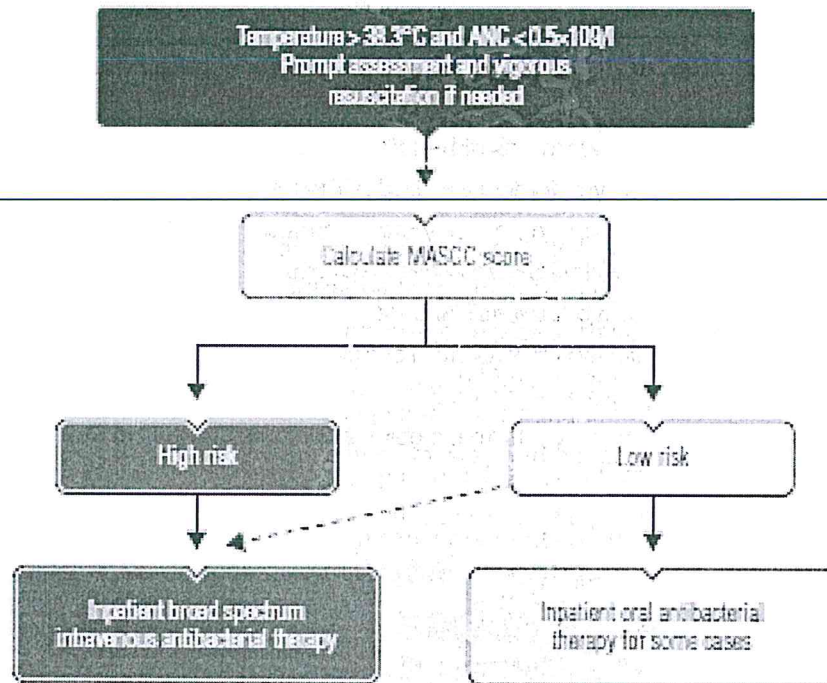 Temperature > 38.3°C and ANC < 0.5×109/l
Prompt assessment and vigorous
resuscitation if needed
Calculate MASCC score
High risk
Low risk
Inpatient broad spectrum
intravenous antibacterial therapy
Inpatient oral antibacterial
therapy for some cases